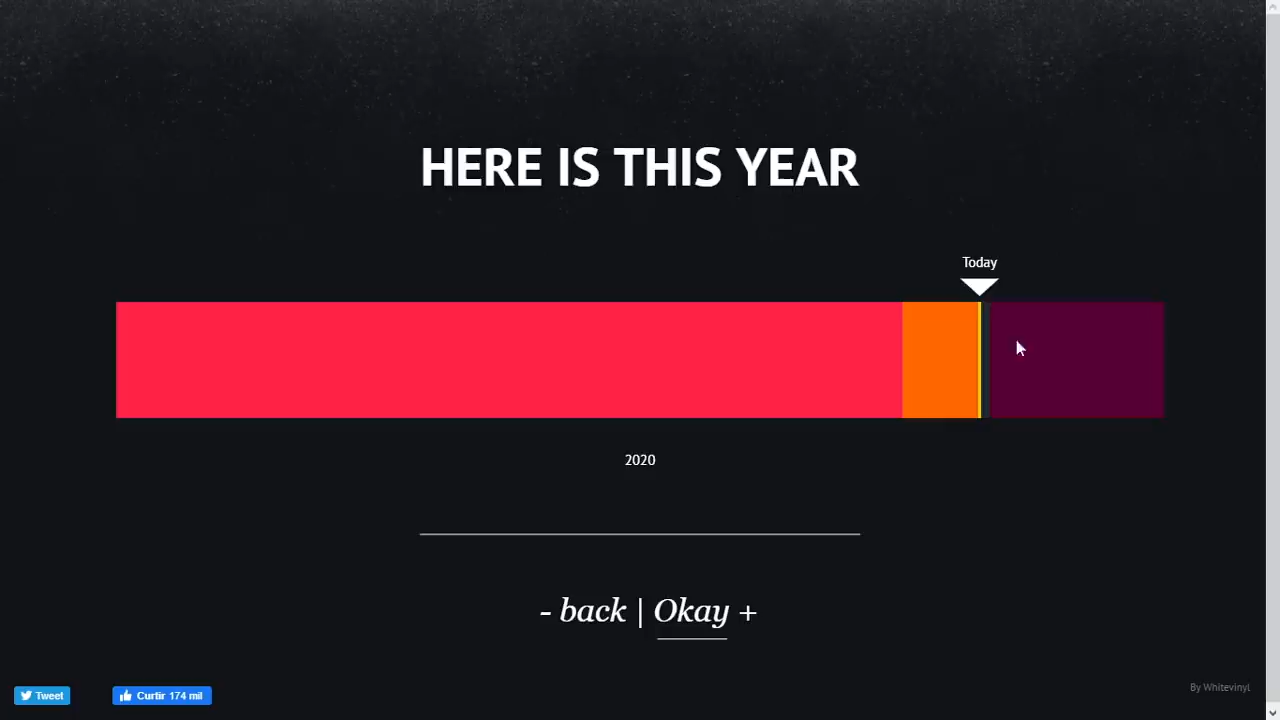 HERE IS THIS YEAR
Today
2020
- back | Okay +
Tweet
Curtir 174 mil
By Whitevinyl